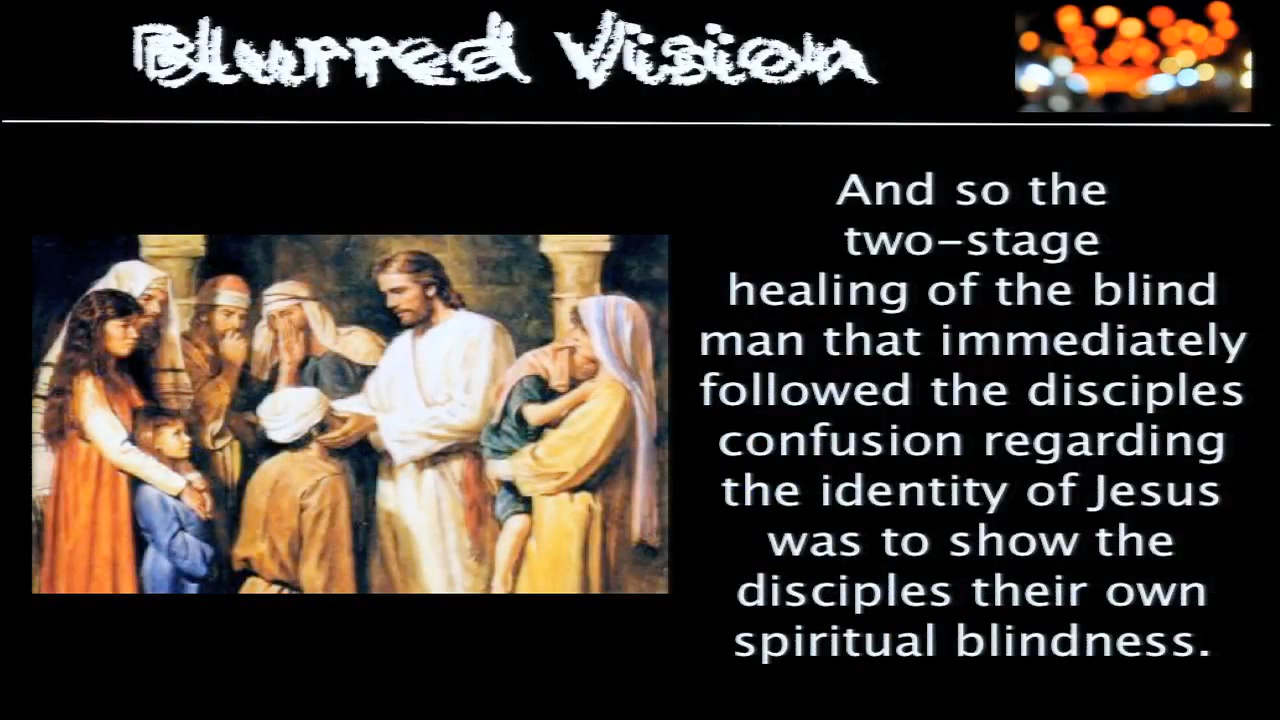 Blurred Vision
And so the
two-stage
healing of the blind
man that immediately
followed the disciples
confusion regarding
the identity of Jesus
was to show the
disciples their own
spiritual blindness.